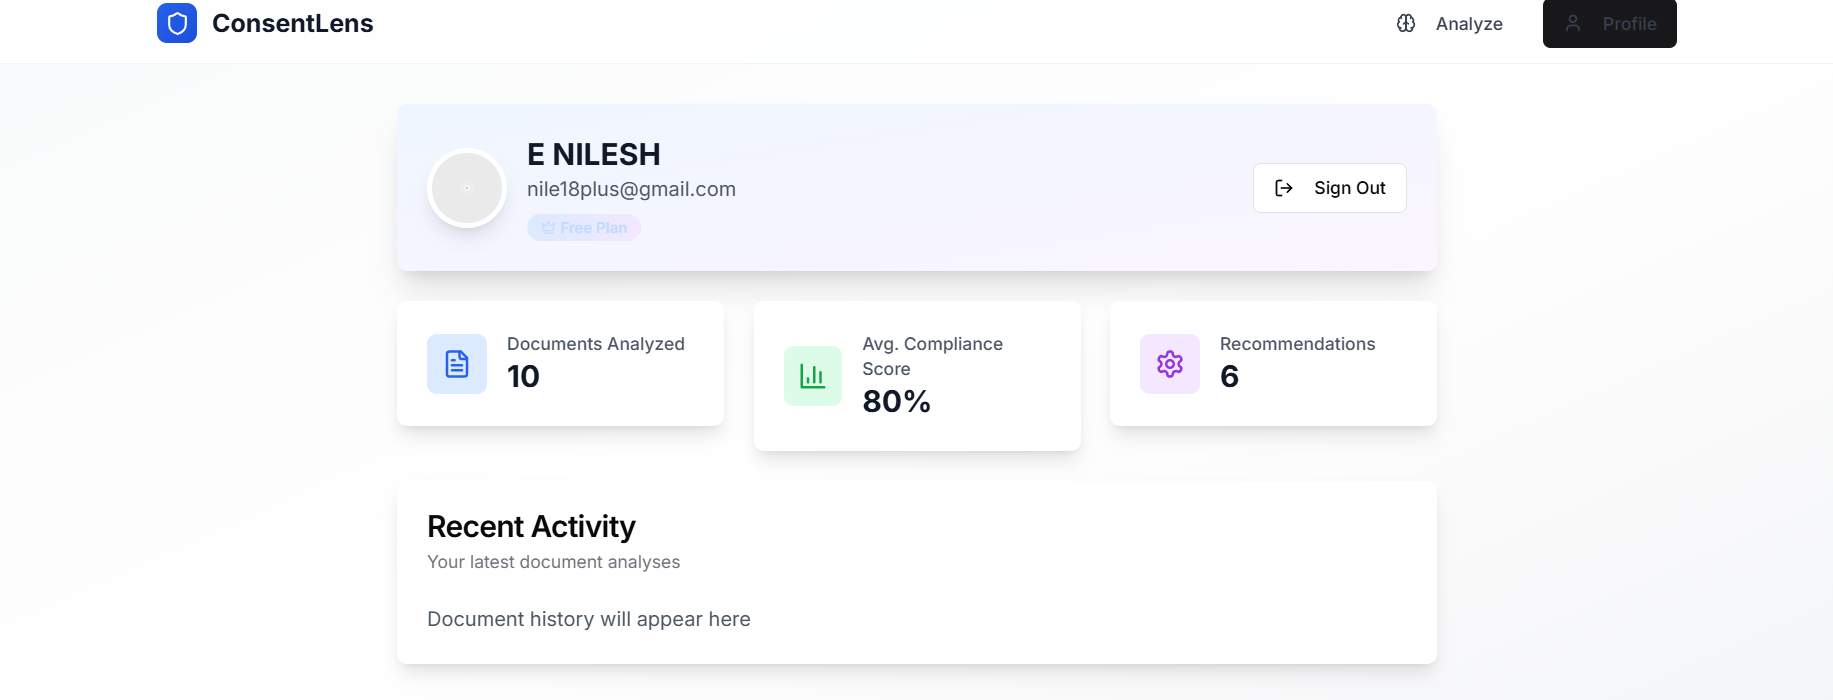 ConsentLens
Analyze
Profile
E NILESH
nile18plus@gmail.com
Free Plan
Sign Out
Documents Analyzed
10
Avg. Compliance
Score
80%
Recommendations
6
Recent Activity
Your latest document analyses
Document history will appear here